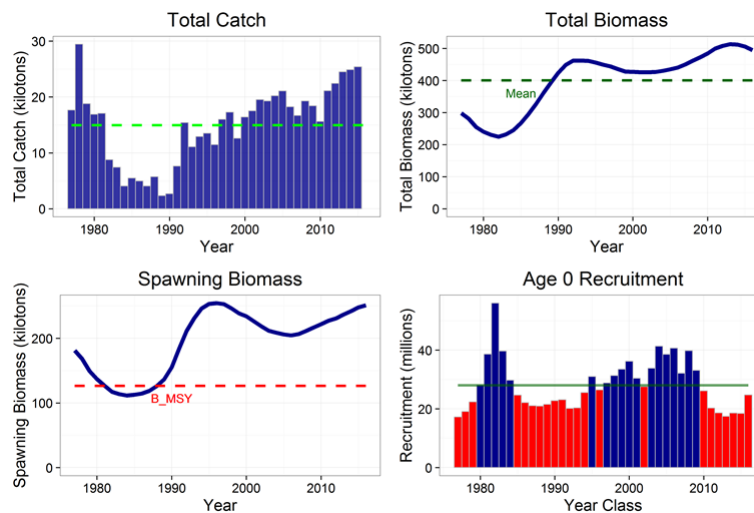 Total Catch
Total Catch (kilotons)
30
20
10
0
1980
1990
2000
2010
Year
Total Biomass
Total Biomass (kilotons)
500
400
300
200
100
0
Mean
1980
1990
2000
2010
Year
Spawning Biomass
Spawning Biomass (kilotons)
200
100
0
B_MSY
1980
1990
2000
2010
Year
Age 0 Recruitment
Recruitment (millions)
40
20
0
1980
1990
2000
2010
Year Class